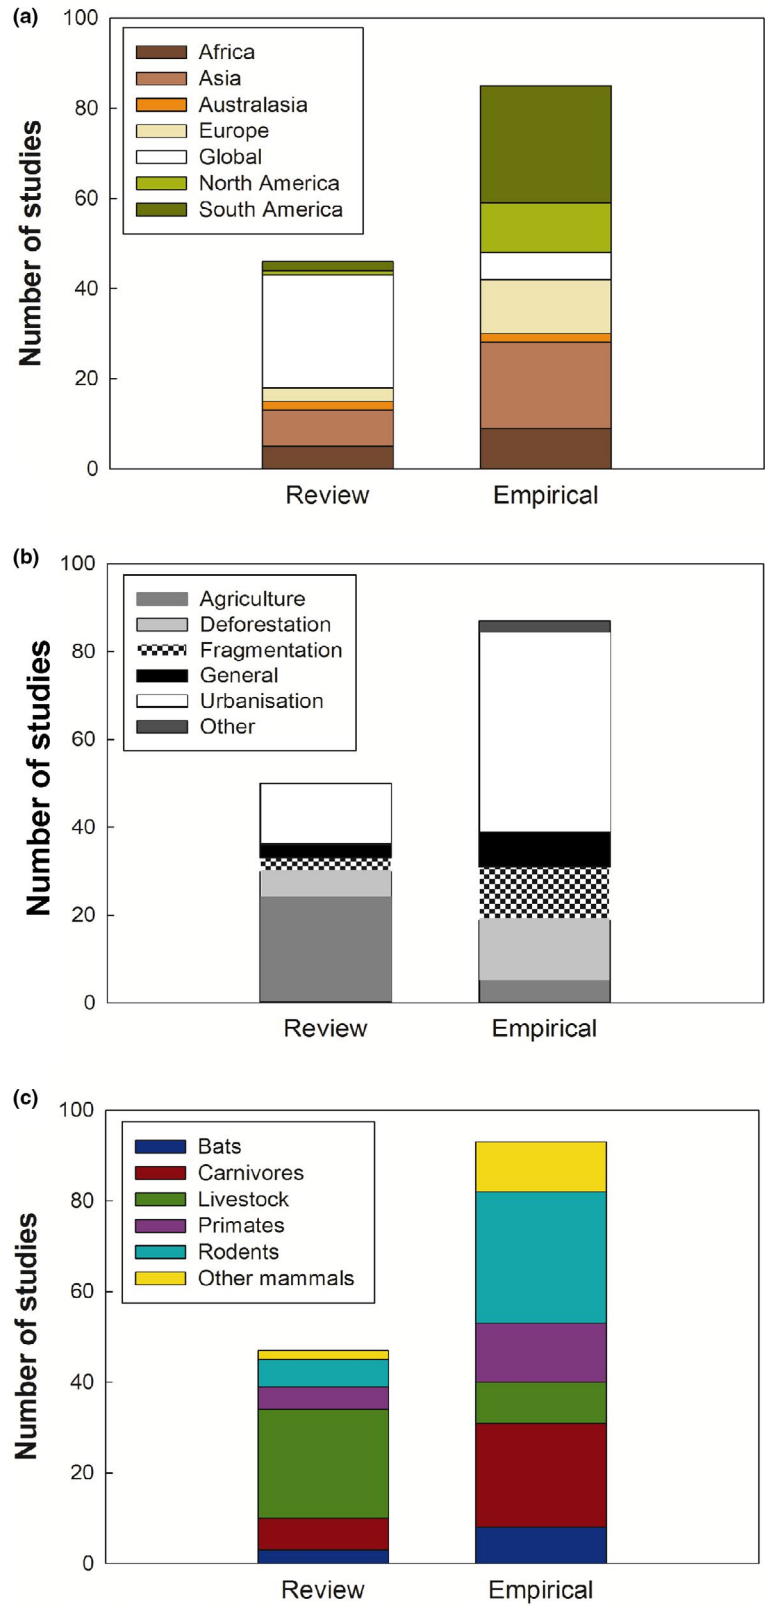 (a)
100
80
60
40
20
0
Number of studies
Africa
Asia
Australasia
Europe
Global
North America
South America
Review Empirical
(b)
100
80
60
40
20
0
Number of studies
Agriculture
Deforestation
Fragmentation
General
Urbanisation
Other
Review Empirical
(c)
100
80
60
40
20
0
Number of studies
Bats
Carnivores
Livestock
Primates
Rodents
Other mammals
Review Empirical